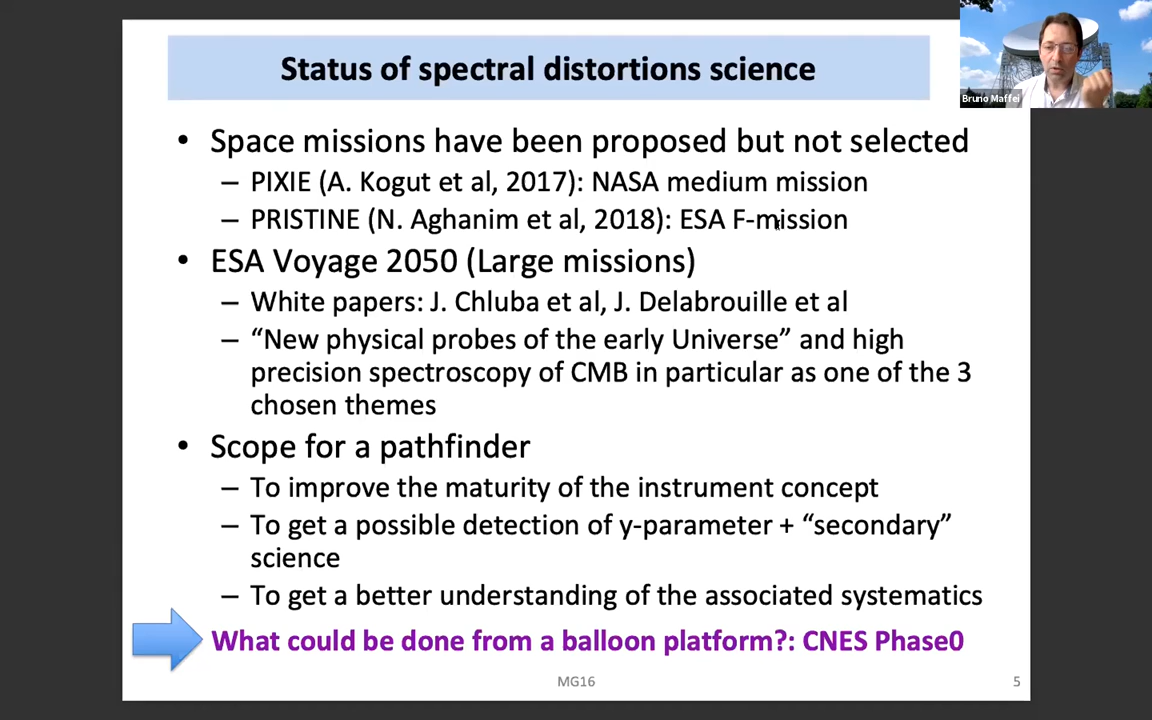 Status of spectral distortions science
Bruno Maffei
• Space missions have been proposed but not selected
– PIXIE (A. Kogut et al, 2017): NASA medium mission
– PRISTINE (N. Aghanim et al, 2018): ESA F-mission
• ESA Voyage 2050 (Large missions)
– White papers: J. Chluba et al, J. Delabrouille et al
– “New physical probes of the early Universe” and high
precision spectroscopy of CMB in particular as one of the 3
chosen themes
• Scope for a pathfinder
– To improve the maturity of the instrument concept
– To get a possible detection of y-parameter + “secondary”
science
– To get a better understanding of the associated systematics
What could be done from a balloon platform?: CNES Phase0
MG16
5